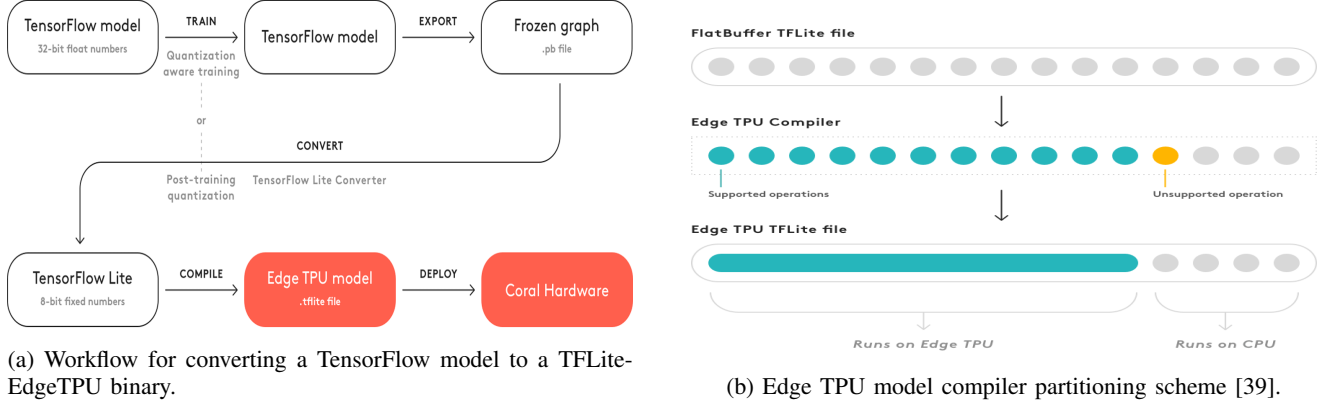 TensorFlow model
32-bit float numbers
TRAIN
Quantization
aware training
or
Post-training
quantization
TensorFlow model
EXPORT
Frozen graph
.pb file
CONVERT
TensorFlow Lite Converter
TensorFlow Lite
8-bit fixed numbers
COMPILE
Edge TPU model
.tflite file
DEPLOY
Coral Hardware
(a) Workflow for converting a TensorFlow model to a TFLite-
EdgeTPU binary.
FlatBuffer TFLite file
Edge TPU Compiler
Supported operations
Unsupported operation
Edge TPU TFLite file
Runs on Edge TPU
Runs on CPU
(b) Edge TPU model compiler partitioning scheme [39].